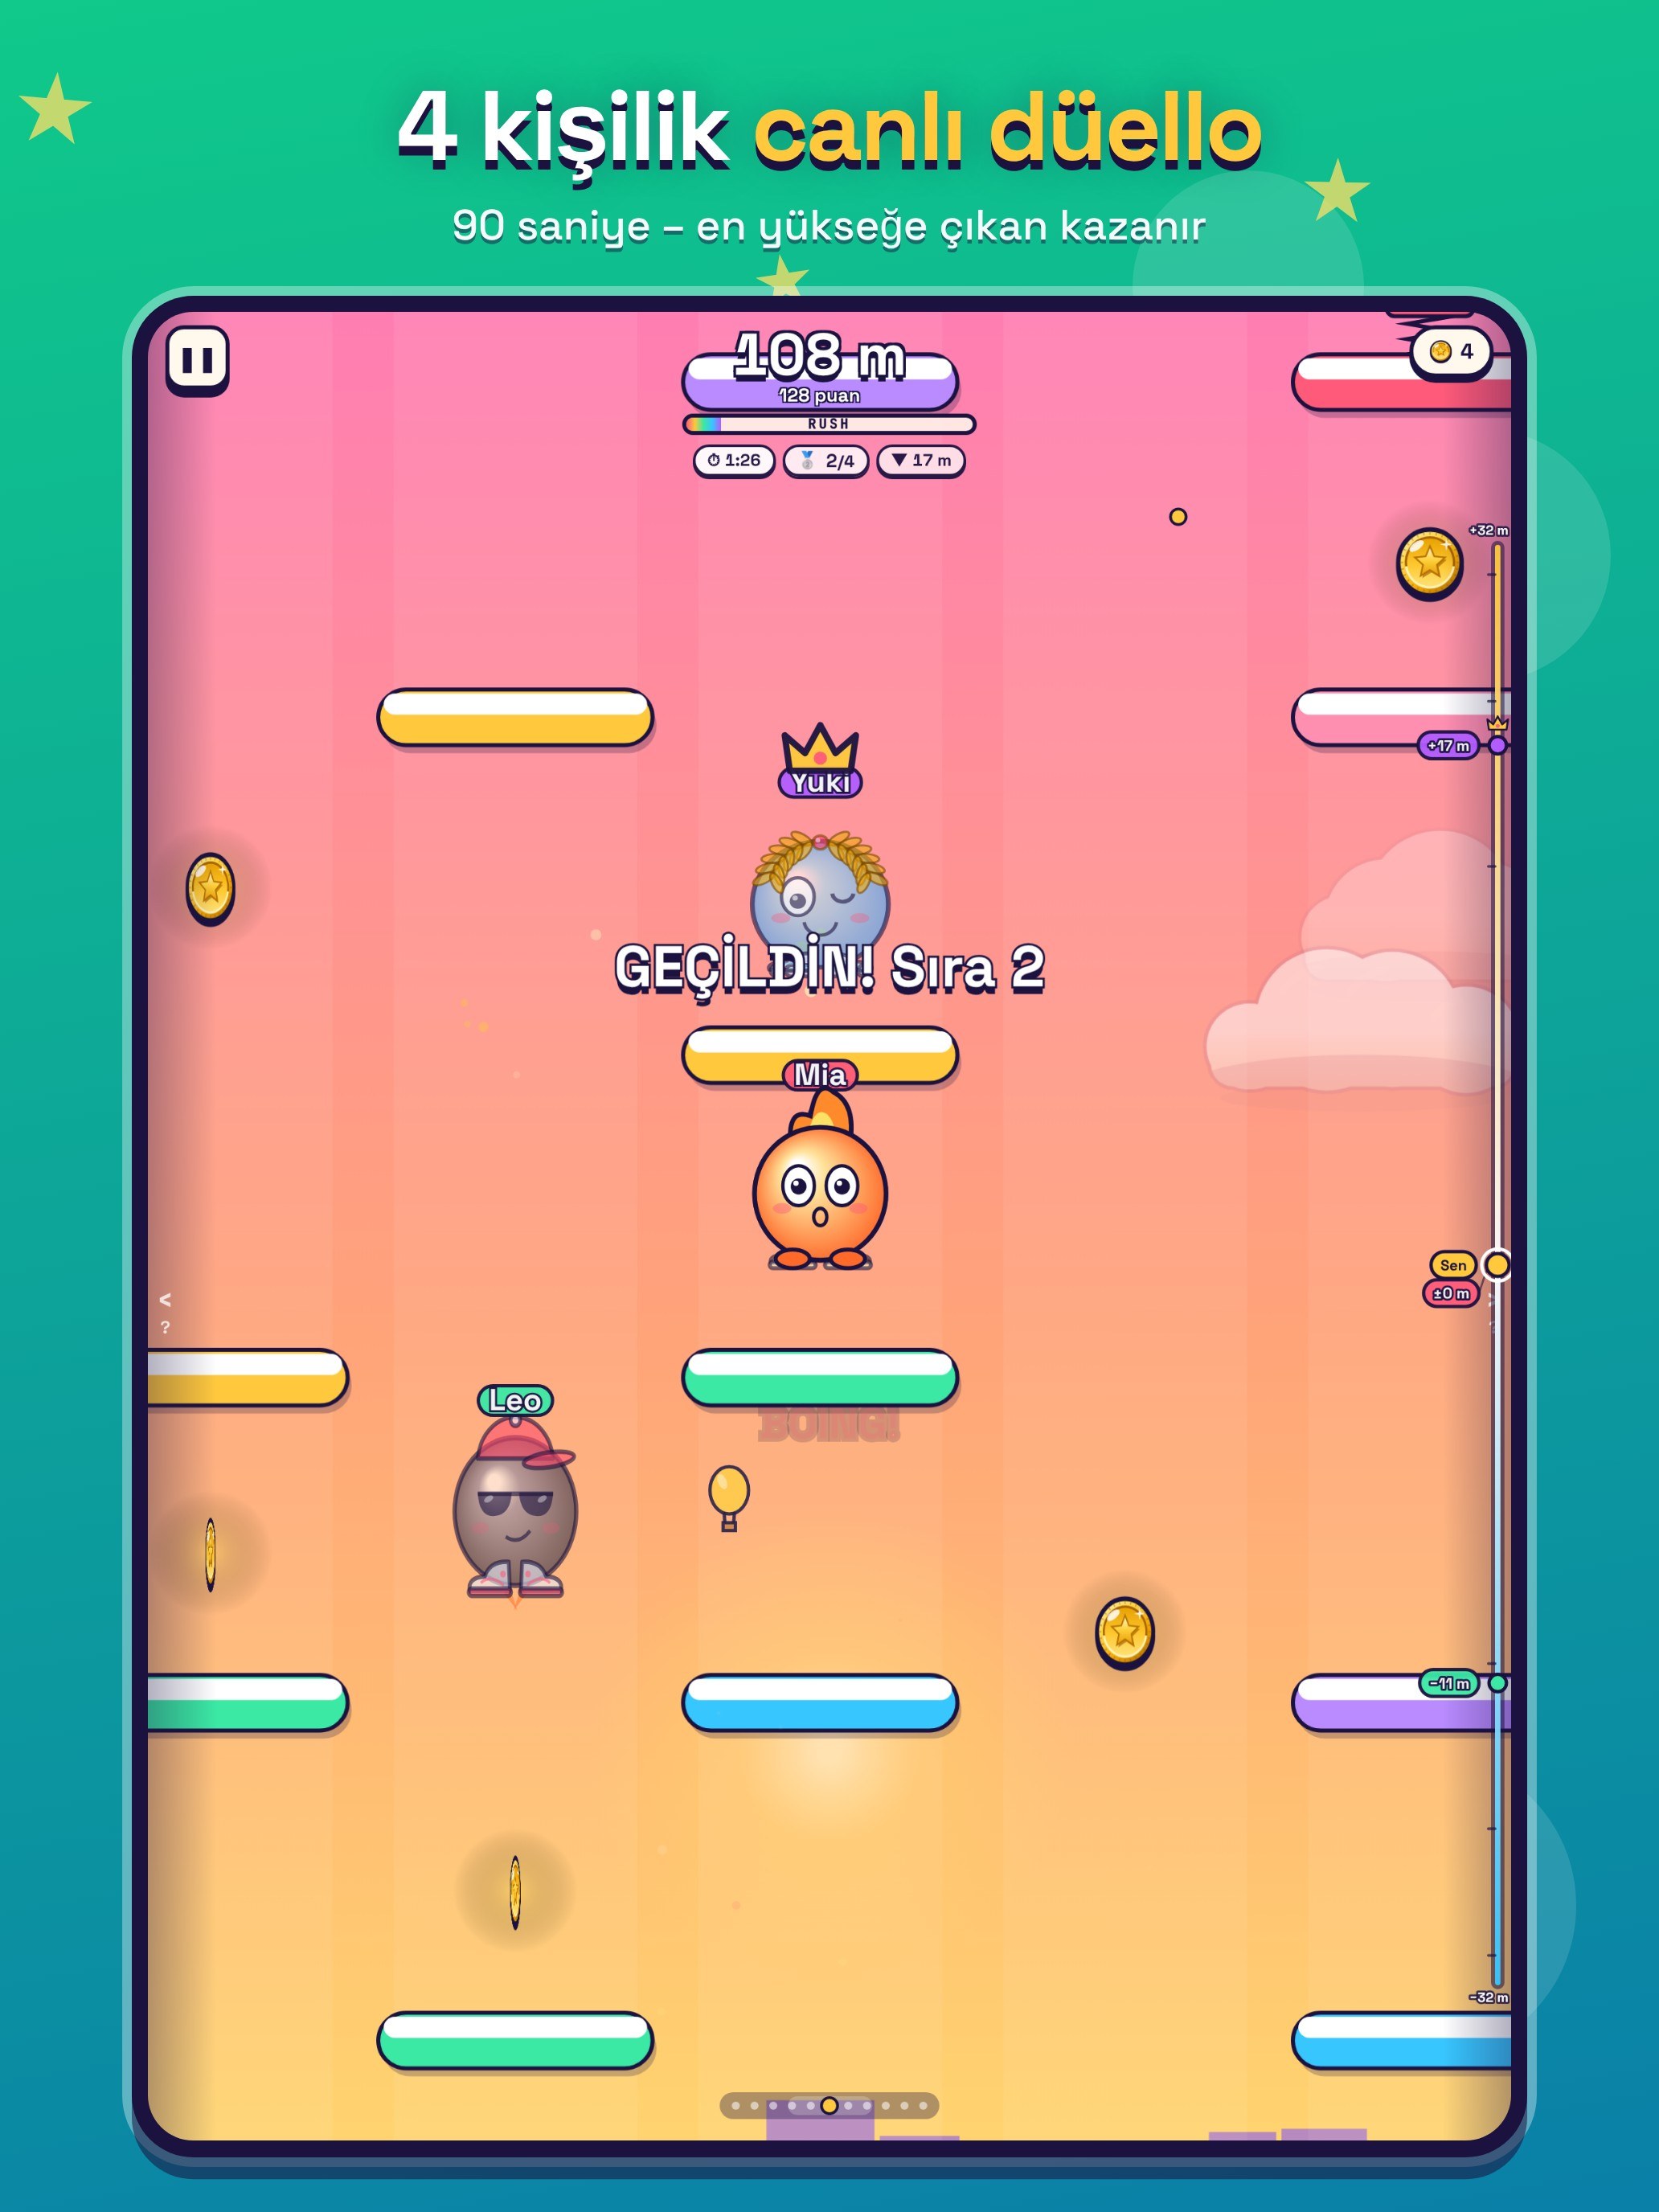 4 kişilik canlı düello
90 saniye – en yükseğe çıkan kazanır
108 m
4
128 puan
RUSH
1:26
2/4
▼ 17 m
+32 m
+17 m
Yuki
GEÇİLDİN! Sıra 2
Mia
Sen
±0 m
<
?
Leo
BOING!
-11 m
-32 m